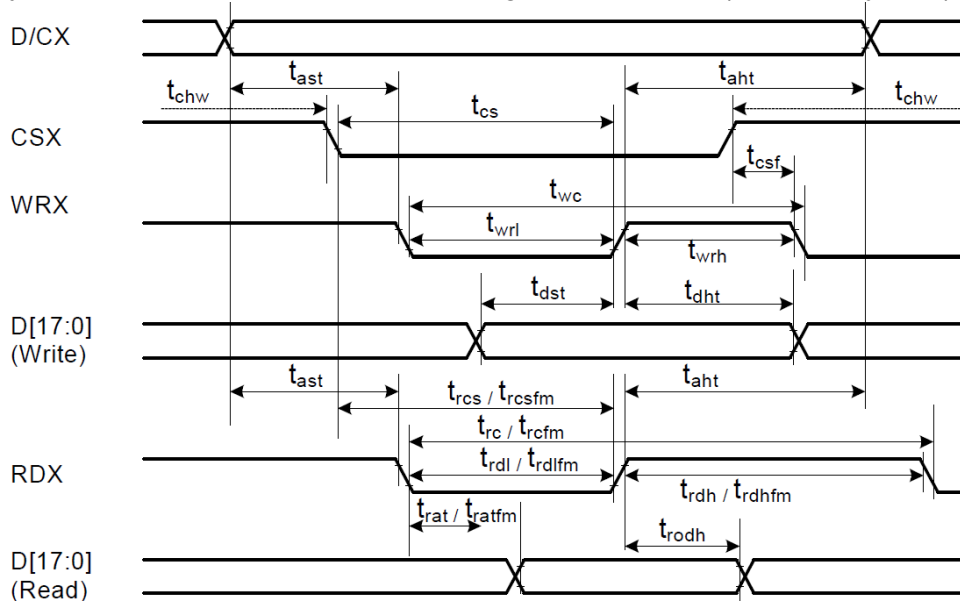 D/CX
tast
taht
tchw
tchw
tcs
CSX
tcsf
WRX
twc
twrl
twrh
tdst
tdht
D[17:0]
(Write)
tast
taht
trcs / trcsfm
trc / trcfm
RDX
trdl / trdlfm
trdh / trdhfm
trat / tratfm
trodh
D[17:0]
(Read)